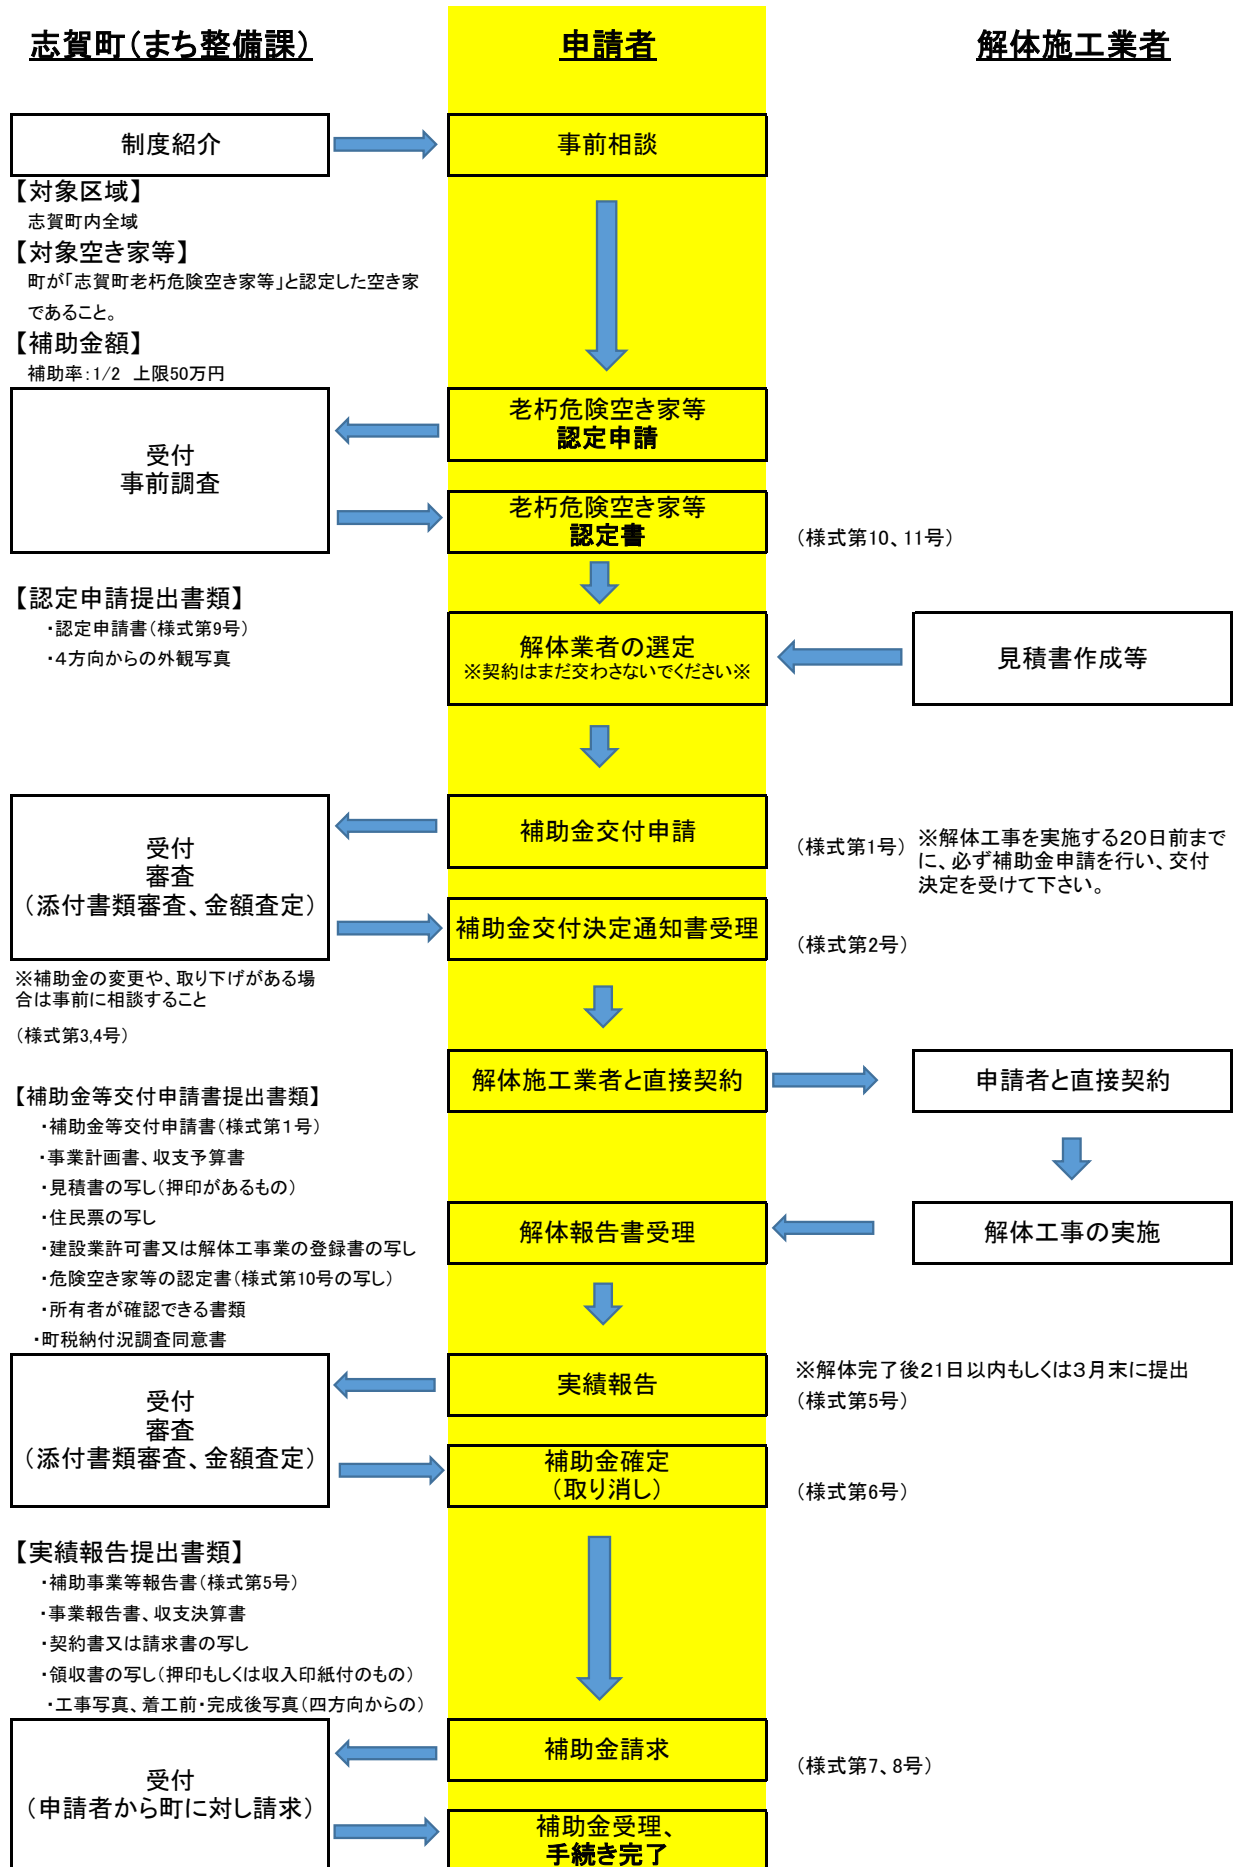 志賀町(まち整備課)
申請者
解体施工業者
制度紹介
事前相談
【対象区域】
志賀町内全域
【対象空き家等】
町が「志賀町老朽危険空き家等」と認定した空き家
であること。
【補助金額】
補助率:1/2 上限50万円
老朽危険空き家等
認定申請
受付
事前調査
老朽危険空き家等
認定書
(様式第10、11号)
【認定申請提出書類】
・認定申請書(様式第9号)
・4方向からの外観写真
解体業者の選定
※契約はまだ交わさないでください※
見積書作成等
受付
審査
(添付書類審査、金額査定)
補助金交付申請
(様式第1号)
※解体工事を実施する20日前まで
に、必ず補助金申請を行い、交付
決定を受けて下さい。
補助金交付決定通知書受理
(様式第2号)
※補助金の変更や、取り下げがある場
合は事前に相談すること
(様式第3,4号)
解体施工業者と直接契約
申請者と直接契約
【補助金等交付申請書提出書類】
・補助金等交付申請書(様式第1号)
・事業計画書、収支予算書
・見積書の写し(押印があるもの)
・住民票の写し
・建設業許可書又は解体工事業の登録書の写し
・危険空き家等の認定書(様式第10号の写し)
・所有者が確認できる書類
・町税納付況調査同意書
解体報告書受理
解体工事の実施
受付
審査
(添付書類審査、金額査定)
実績報告
※解体完了後21日以内もしくは3月末に提出
(様式第5号)
補助金確定
(取り消し)
(様式第6号)
【実績報告提出書類】
・補助事業等報告書(様式第5号)
・事業報告書、収支決算書
・契約書又は請求書の写し
・領収書の写し(押印もしくは収入印紙付のもの)
・工事写真、着工前・完成後写真(四方向からの)
受付
(申請者から町に対し請求)
補助金請求
(様式第7、8号)
補助金受理、
手続き完了